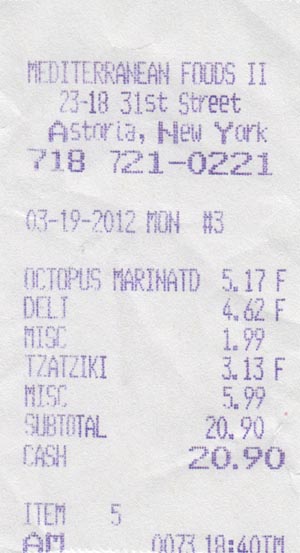 MEDITERRANEAN FOODS II
23-18 31st Street
Astoria, New York
718 721-0221
03-19-2012 MON #3
OCTOPUS MARINATD 5.17 F
DELI 4.62 F
MISC 1.99
TZATZIKI 3.13 F
MISC 5.99
SUBTOTAL 20.90
CASH 20.90
ITEM 5
AM 0073 18:40TM